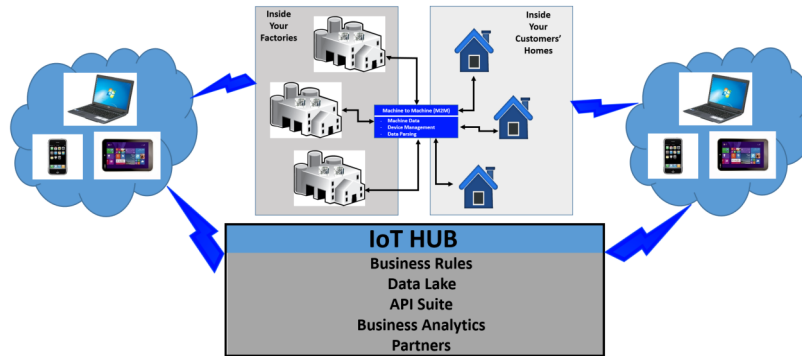 Inside
Your
Factories
Inside
Your
Customers'
Homes
Machine to Machine (M2M)
- Machine Data
- Device Management
- Data Parsing
IoT HUB
Business Rules
Data Lake
API Suite
Business Analytics
Partners